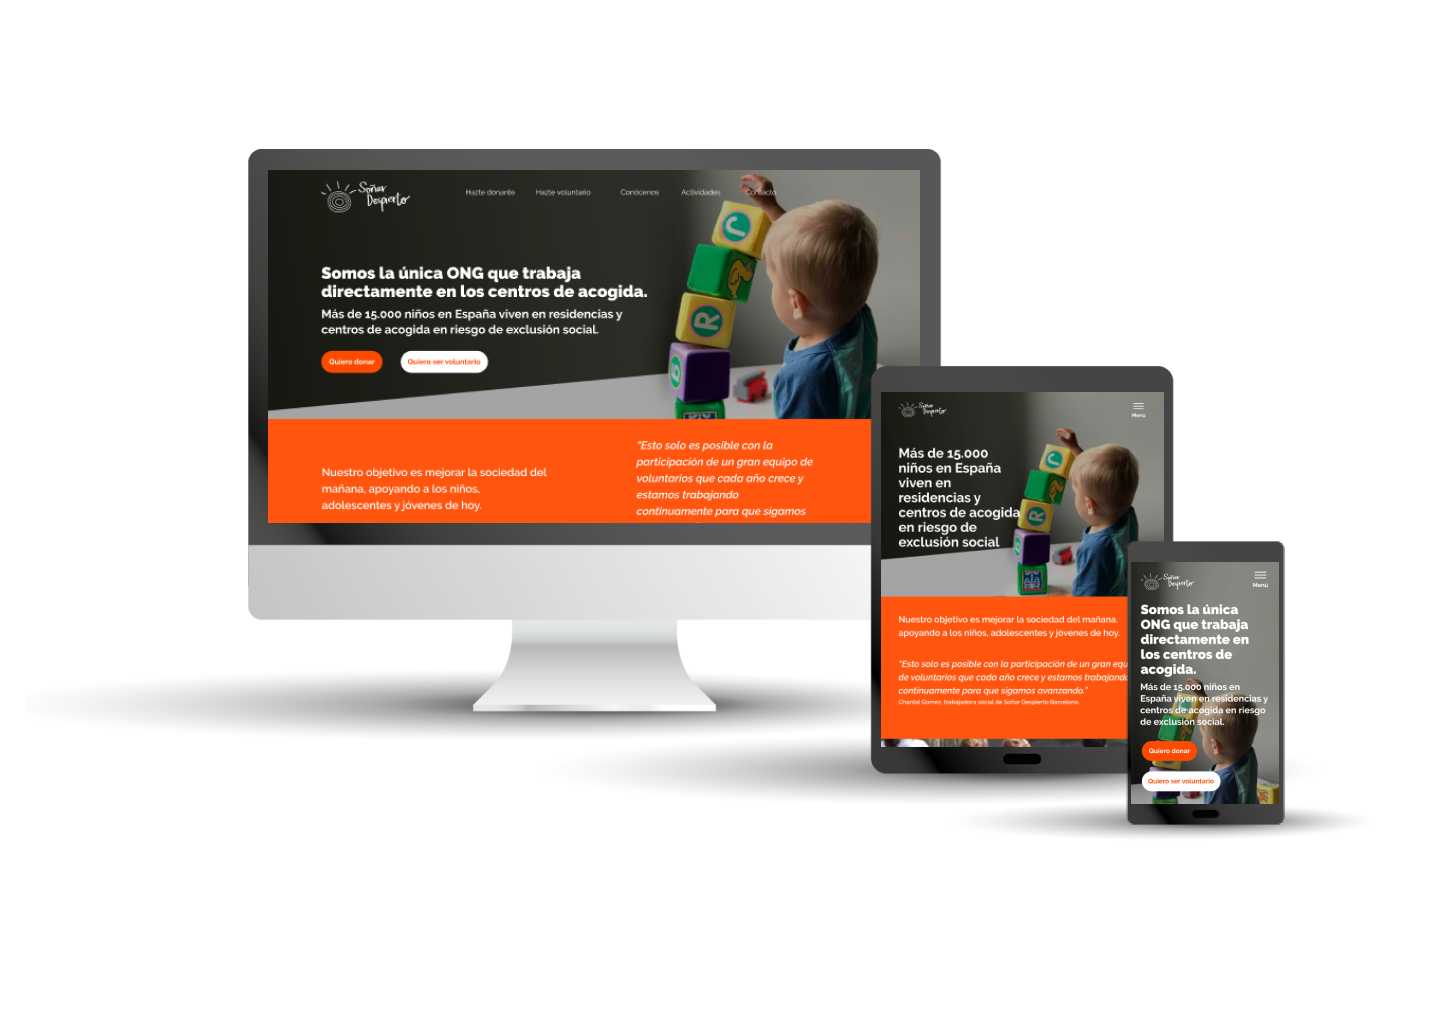 Soñar
Despierto
Hazte donante
Hazte voluntario
Conócenos
Actividades
Contacto
Somos la única ONG que trabaja
directamente en los centros de acogida.
Más de 15.000 niños en España viven en residencias y
centros de acogida en riesgo de exclusión social.
Quiero donar
Quiero ser voluntario
Nuestro objetivo es mejorar la sociedad del
mañana, apoyando a los niños,
adolescentes y jóvenes de hoy.
"Esto solo es posible con la
participación de un gran equipo de
voluntarios que cada año crece y
estamos trabajando
continuamente para que sigamos
J
R
Soñar
Despierto
Menú
Más de 15.000
niños en España
viven en
residencias y
centros de acogida
en riesgo de
exclusión social
R
Nuestro objetivo es mejorar la sociedad del mañana,
apoyando a los niños, adolescentes y jóvenes de hoy.
"Esto solo es posible con la participación de un gran equ
de voluntarios que cada año crece y estamos trabajando
continuamente para que sigamos avanzando."
Chantal Gomez, trabajadora social de Soñar Despierto Barcelona.
Soñar
Despierto
Menú
Somos la única
ONG que trabaja
directamente en
los centros de
acogida.
Más de 15.000 niños en
España viven en residencias y
centros de acogida en riesgo
de exclusión social.
Quiero donar
Quiero ser voluntario